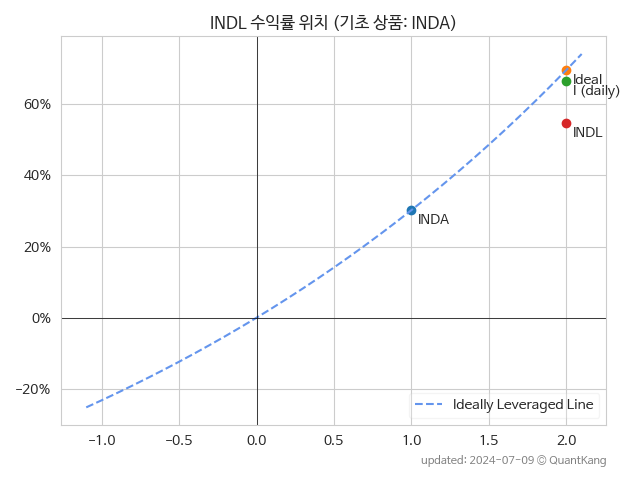 INDL 수익률 위치 (기초 상품: INDA)
60%
40%
20%
0%
−20%
Ideal
I (daily)
INDL
INDA
Ideally Leveraged Line
−1.0 −0.5 0.0 0.5 1.0 1.5 2.0
updated: 2024-07-09 © QuantKang